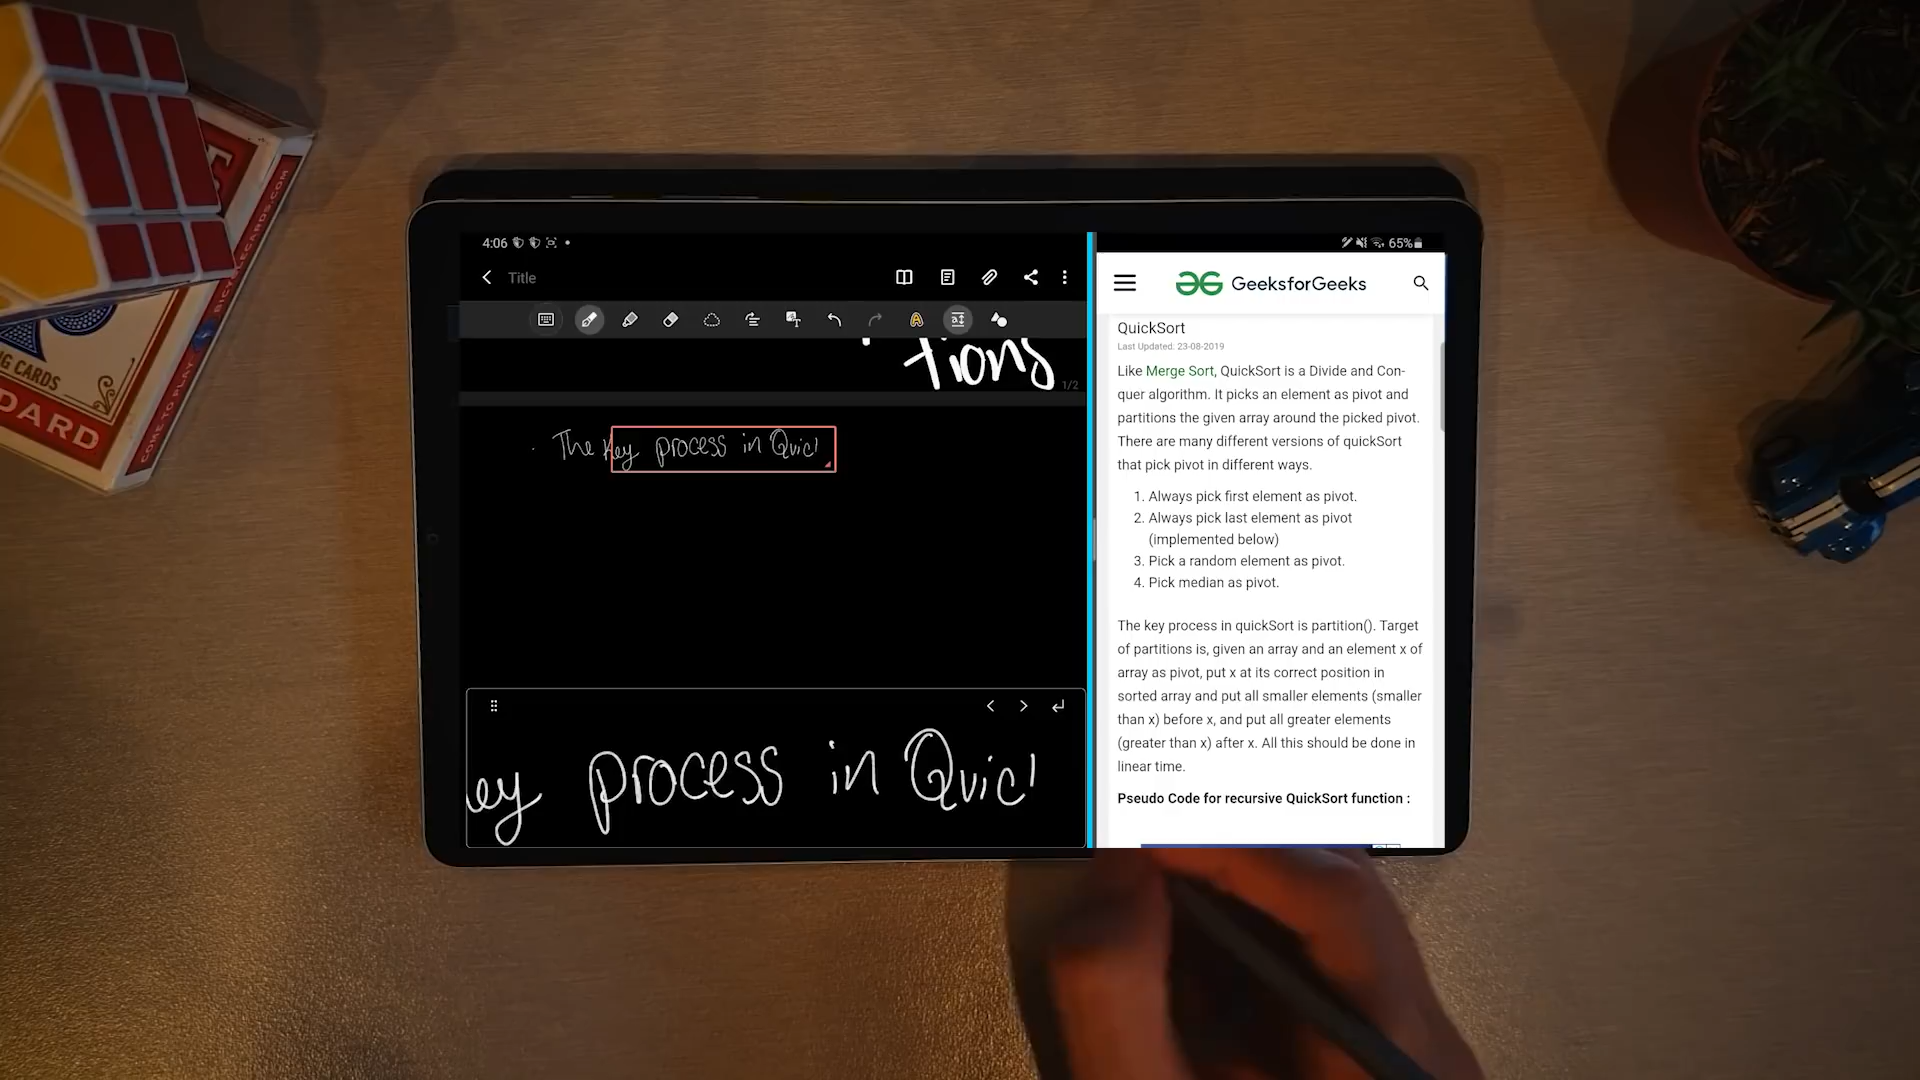 4:06
65%
Title
tions
1/2
· The Key process in Quic
ey process in Quic
GeeksforGeeks
QuickSort
Last Updated: 23-08-2019
Like Merge Sort, QuickSort is a Divide and Con-
quer algorithm. It picks an element as pivot and
partitions the given array around the picked pivot.
There are many different versions of quickSort
that pick pivot in different ways.
1. Always pick first element as pivot.
2. Always pick last element as pivot
(implemented below)
3. Pick a random element as pivot.
4. Pick median as pivot.
The key process in quickSort is partition(). Target
of partitions is, given an array and an element x of
array as pivot, put x at its correct position in
sorted array and put all smaller elements (smaller
than x) before x, and put all greater elements
(greater than x) after x. All this should be done in
linear time.
Pseudo Code for recursive QuickSort function :
G CARDS
DARD
COME TO PLAY
BICYCLECARDS.COM